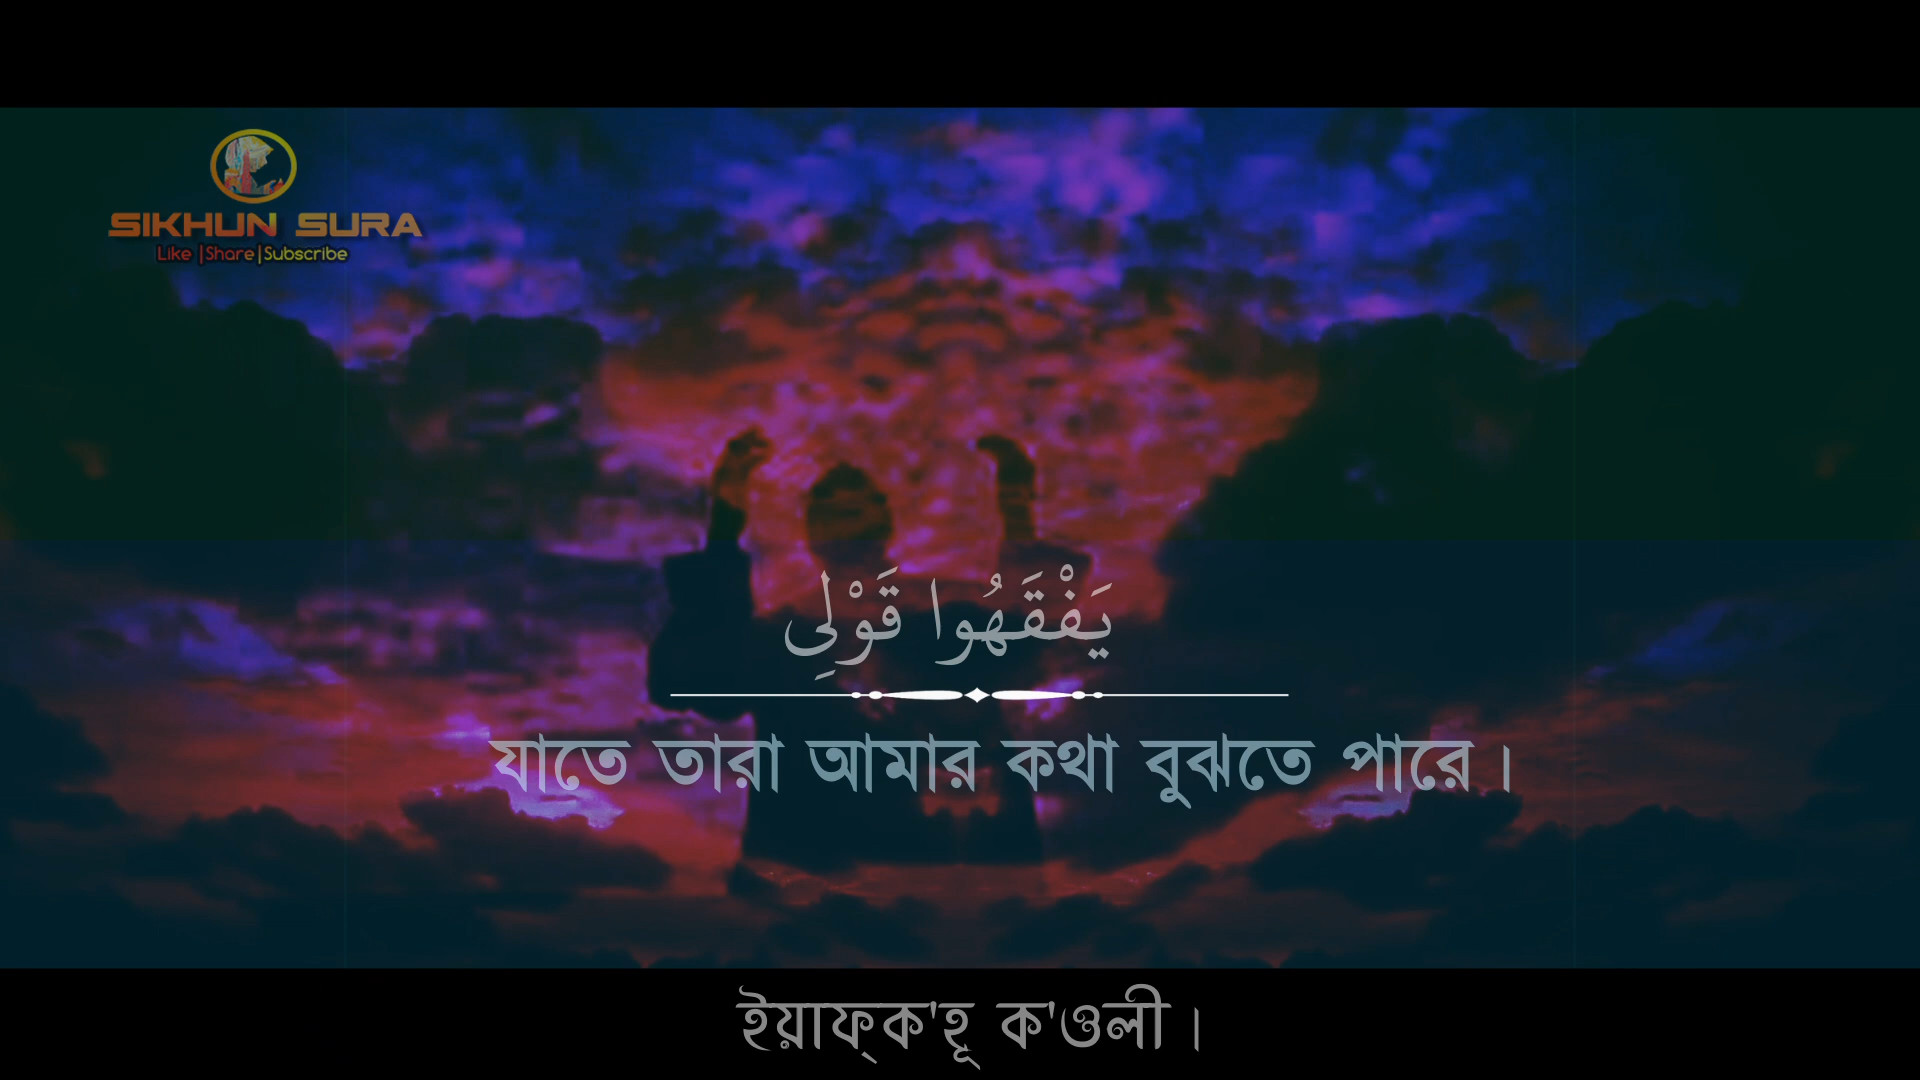 SIKHUN SURA
Like |Share|Subscribe
يَفْقَهُوا قَوْلِى
যাতে তারা আমার কথা বুঝতে পারে।
ইয়াফ্ক'হূ ক'ওলী।